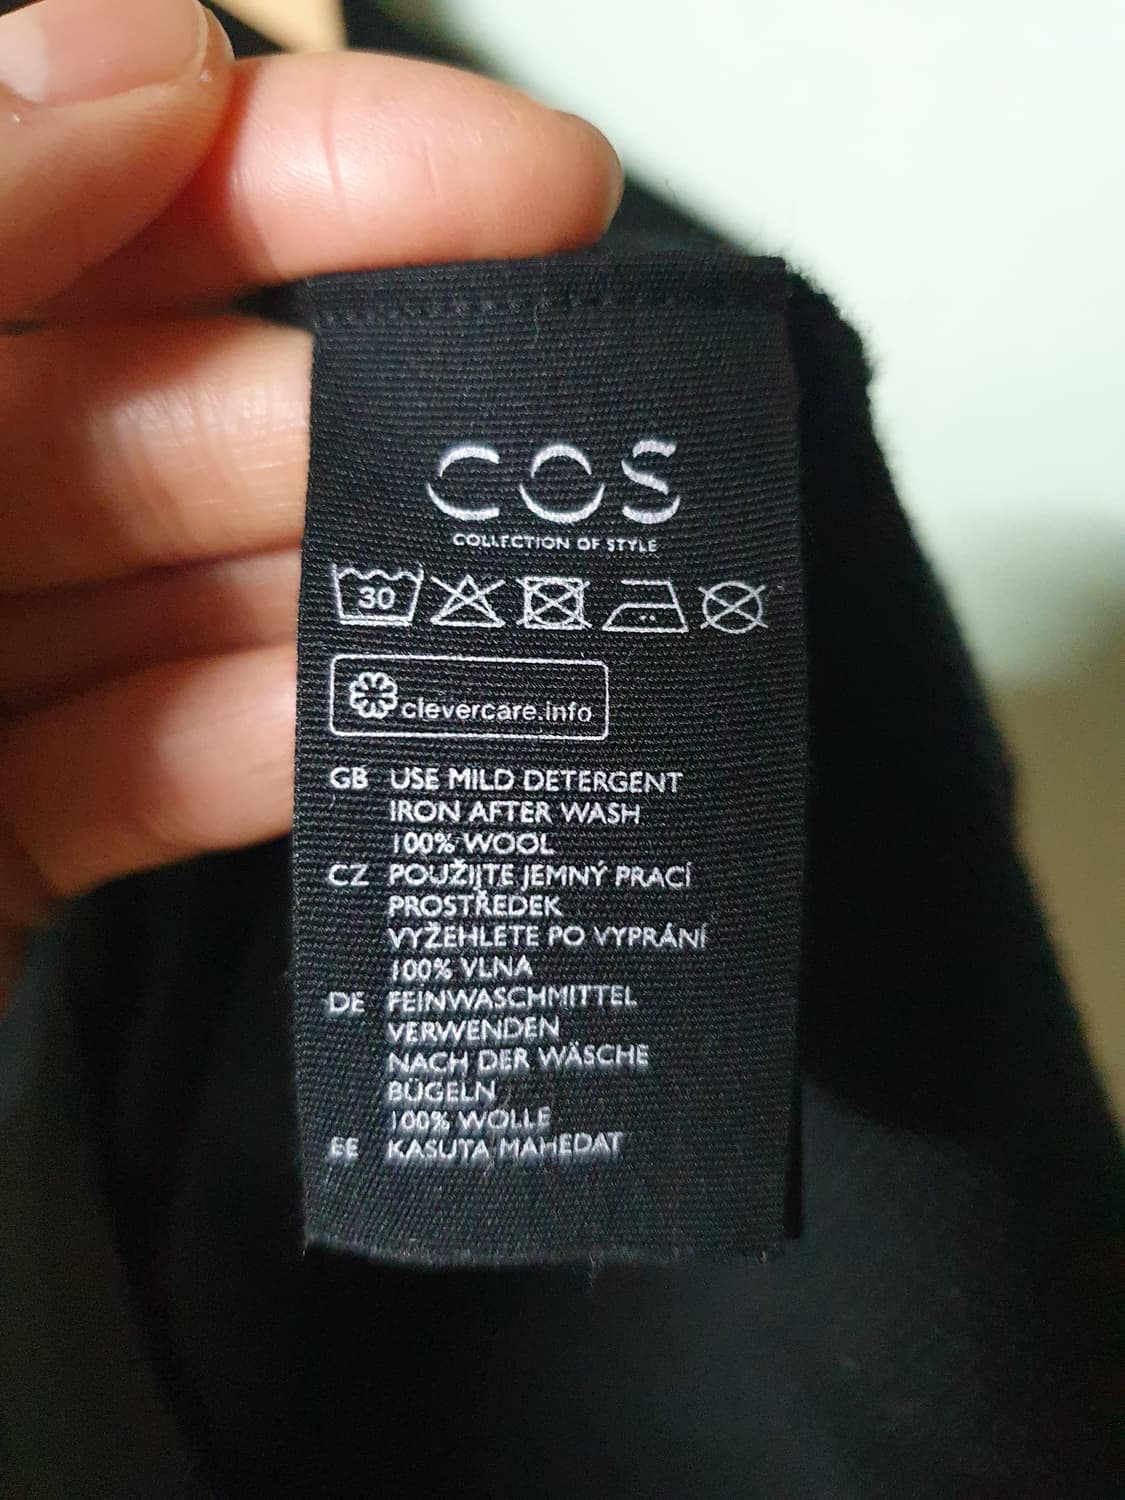 COS
COLLECTION OF STYLE
30
clevercare.info
GB USE MILD DETERGENT
IRON AFTER WASH
100% WOOL
CZ POUŽIJTE JEMNÝ PRACÍ
PROSTŘEDEK
VYŽEHLETE PO VYPRÁNÍ
100% VLNA
DE FEINWASCHMITTEL
VERWENDEN
NACH DER WÄSCHE
BÜGELN
100% WOLLE
EE KASUTA MAHEDAT